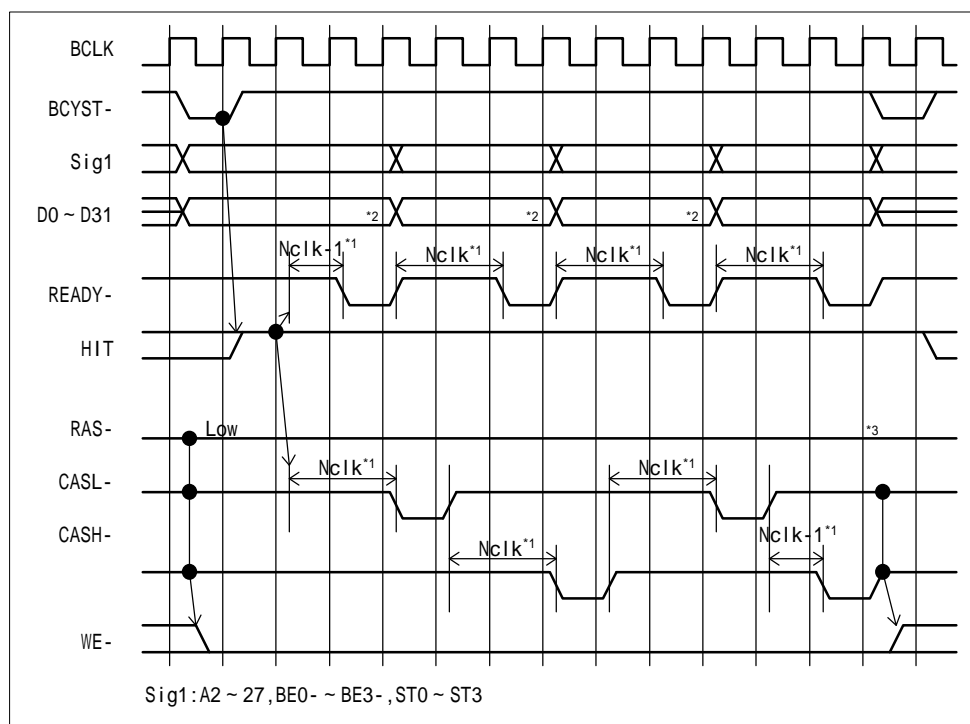 BCLK
BCYST-
Sig1
D0~D31
*2 *2 *2
Nclk-1*1 Nclk*1 Nclk*1 Nclk*1
READY-
HIT
RAS- Low *3
Nclk*1 Nclk*1
CASL-
CASH-
Nclk*1 Nclk-1*1
WE-
Sig1:A2~27,BE0-~BE3-,ST0~ST3